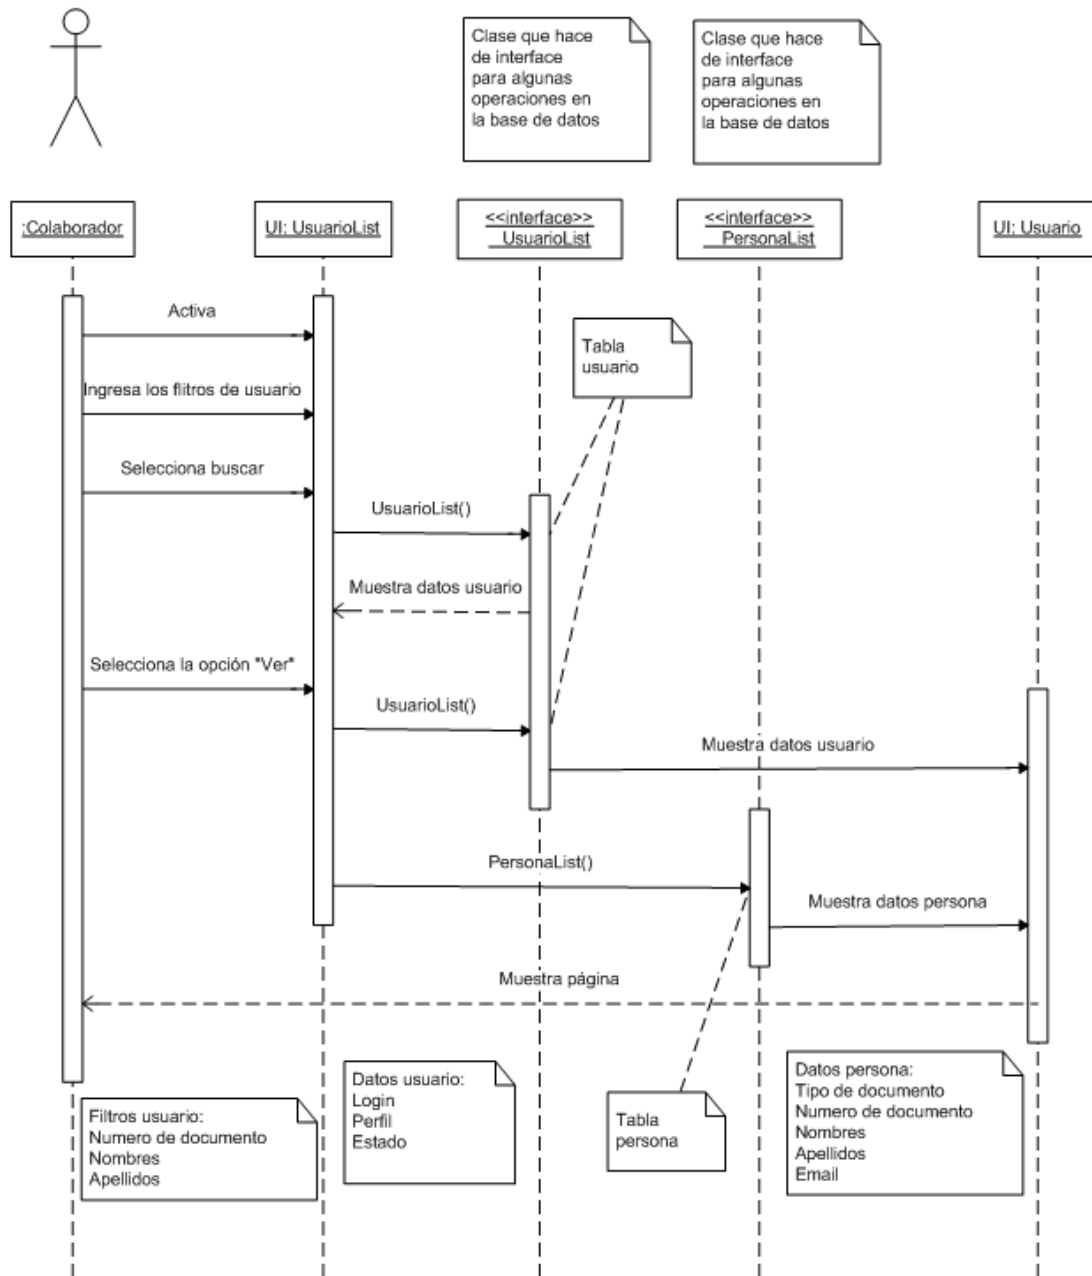 Clase que hace
de interface
para algunas
operaciones en
la base de datos
Clase que hace
de interface
para algunas
operaciones en
la base de datos
:Colaborador
UI: UsuarioList
<<interface>>
UsuarioList
<<interface>>
PersonaList
UI: Usuario
Activa
Tabla
usuario
Ingresa los flitros de usuario
Selecciona buscar
UsuarioList()
Muestra datos usuario
Selecciona la opción "Ver"
UsuarioList()
Muestra datos usuario
PersonaList()
Muestra datos persona
Muestra página
Filtros usuario:
Numero de documento
Nombres
Apellidos
Datos usuario:
Login
Perfil
Estado
Tabla
persona
Datos persona:
Tipo de documento
Numero de documento
Nombres
Apellidos
Email